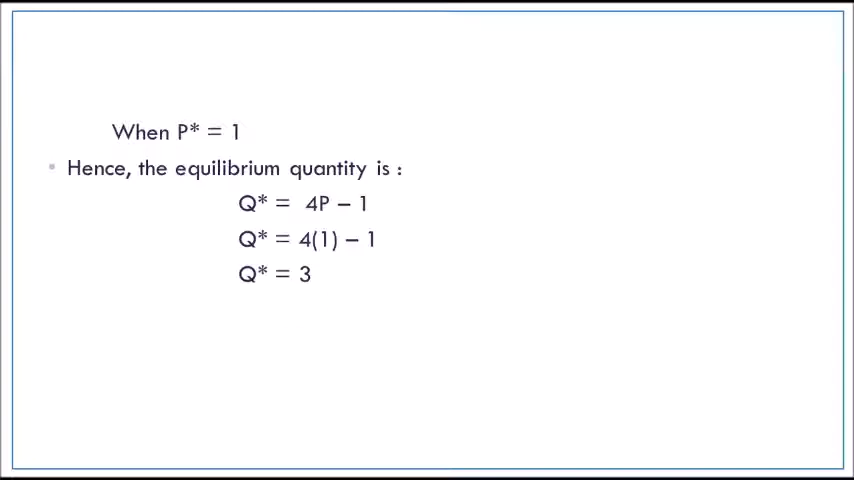 When P* = 1
• Hence, the equilibrium quantity is :
Q* = 4P – 1
Q* = 4(1) – 1
Q* = 3